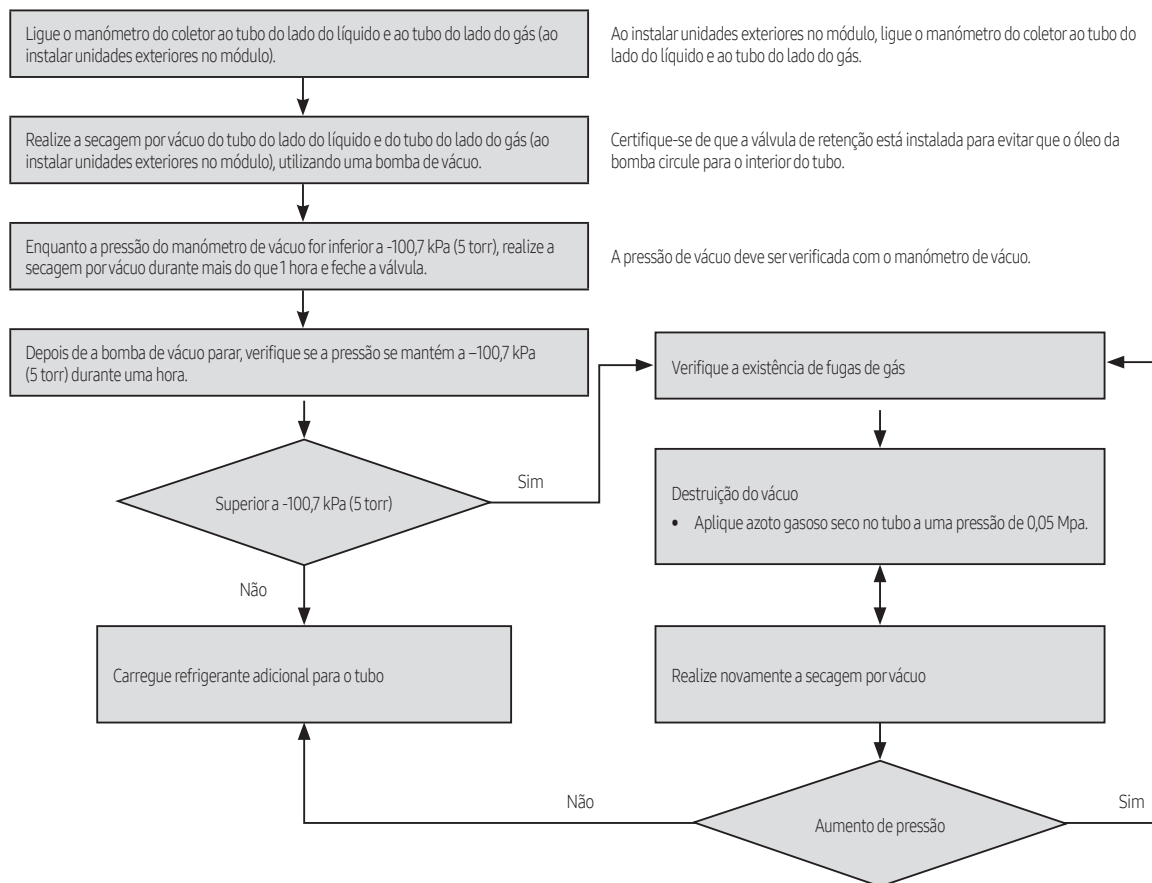 Ligue o manómetro do coletor ao tubo do lado do líquido e ao tubo do lado do gás (ao
instalar unidades exteriores no módulo).
Ao instalar unidades exteriores no módulo, ligue o manómetro do coletor ao tubo do
lado do líquido e ao tubo do lado do gás.
Realize a secagem por vácuo do tubo do lado do líquido e do tubo do lado do gás (ao
instalar unidades exteriores no módulo), utilizando uma bomba de vácuo.
Certifique-se de que a válvula de retenção está instalada para evitar que o óleo da
bomba circule para o interior do tubo.
Enquanto a pressão do manómetro de vácuo for inferior a -100,7 kPa (5 torr), realize a
secagem por vácuo durante mais do que 1 hora e feche a válvula.
A pressão de vácuo deve ser verificada com o manómetro de vácuo.
Depois de a bomba de vácuo parar, verifique se a pressão se mantém a –100,7 kPa
(5 torr) durante uma hora.
Verifique a existência de fugas de gás
Sim
Superior a -100,7 kPa (5 torr)
Destruição do vácuo
• Aplique azoto gasoso seco no tubo a uma pressão de 0,05 Mpa.
Não
Carregue refrigerante adicional para o tubo
Realize novamente a secagem por vácuo
Não
Sim
Aumento de pressão